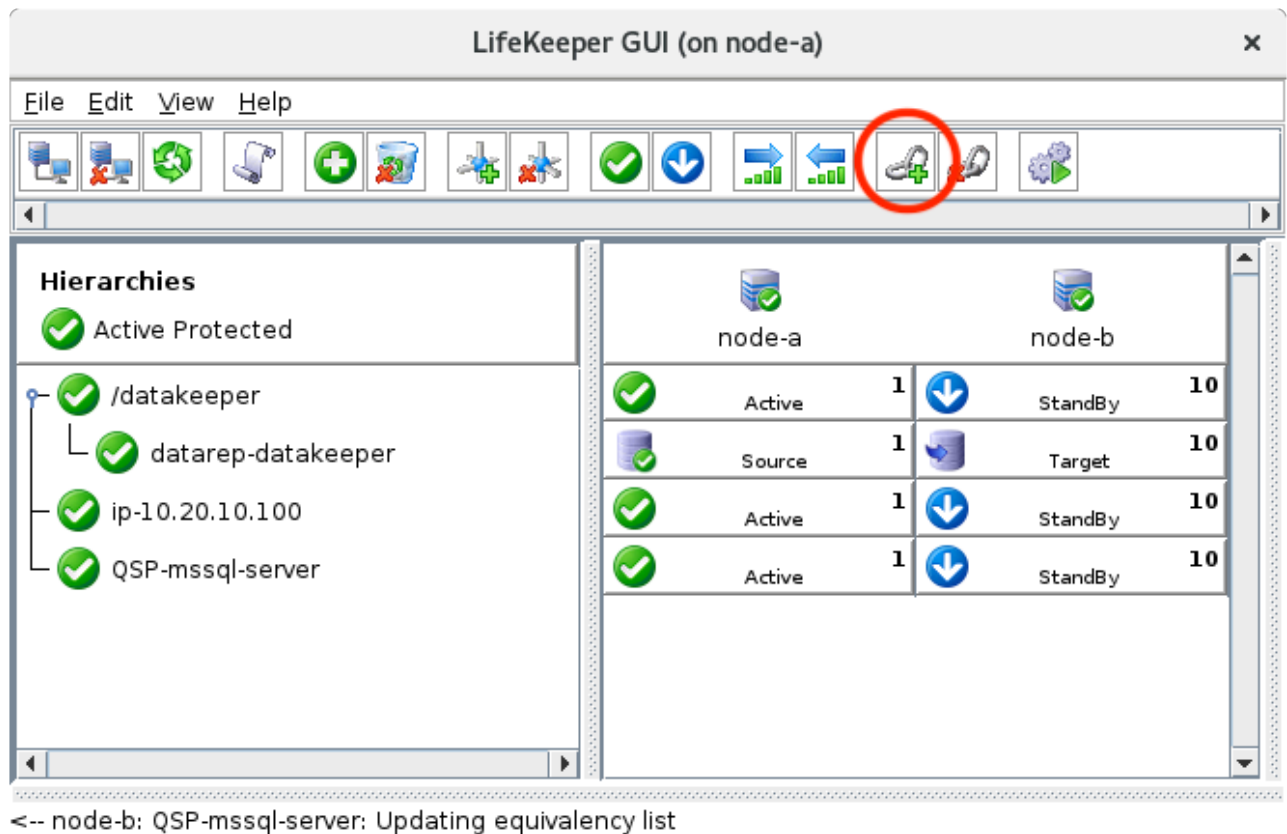 LifeKeeper GUI (on node-a)
File Edit View Help
Hierarchies
Active Protected
node-a node-b
/datakeeper 1 Active 10 StandBy
datarep-datakeeper 1 Source 10 Target
ip-10.20.10.100 1 Active 10 StandBy
QSP-mssql-server 1 Active 10 StandBy
<-- node-b: QSP-mssql-server: Updating equivalency list